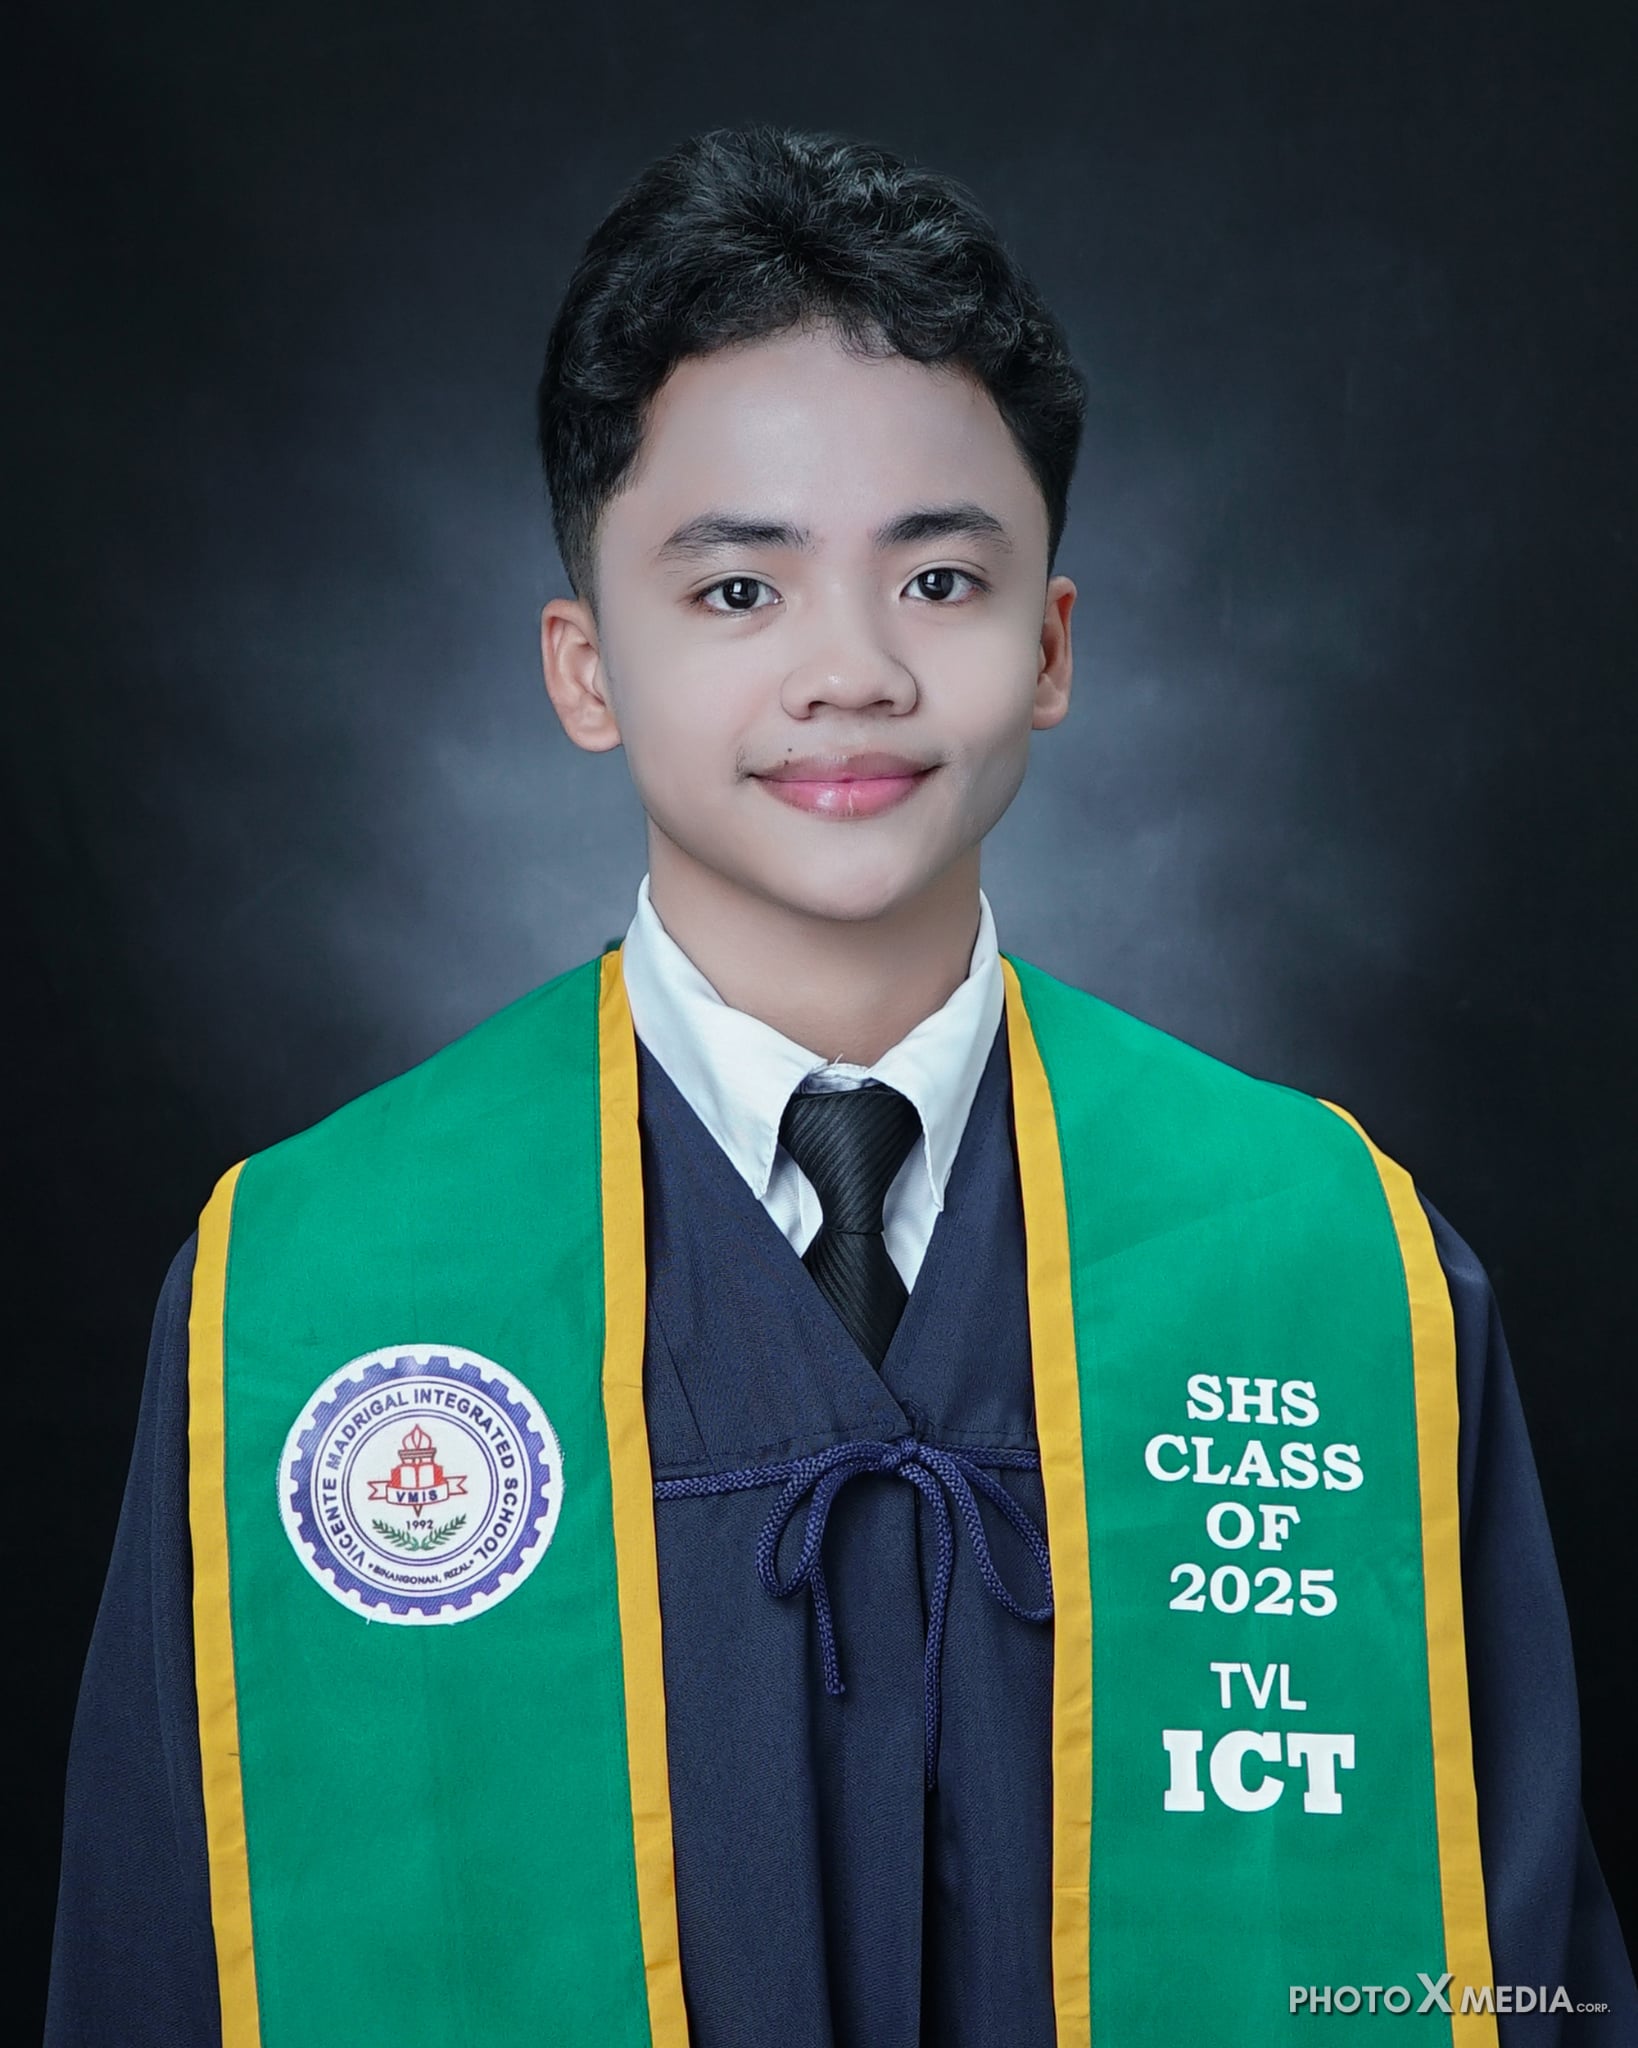 VICENTE MADRIGAL INTEGRATED SCHOOL
VMIS
1992
• BINANGONAN, RIZAL •
SHS
CLASS
OF
2025
TVL
ICT
PHOTO X MEDIA CORP.